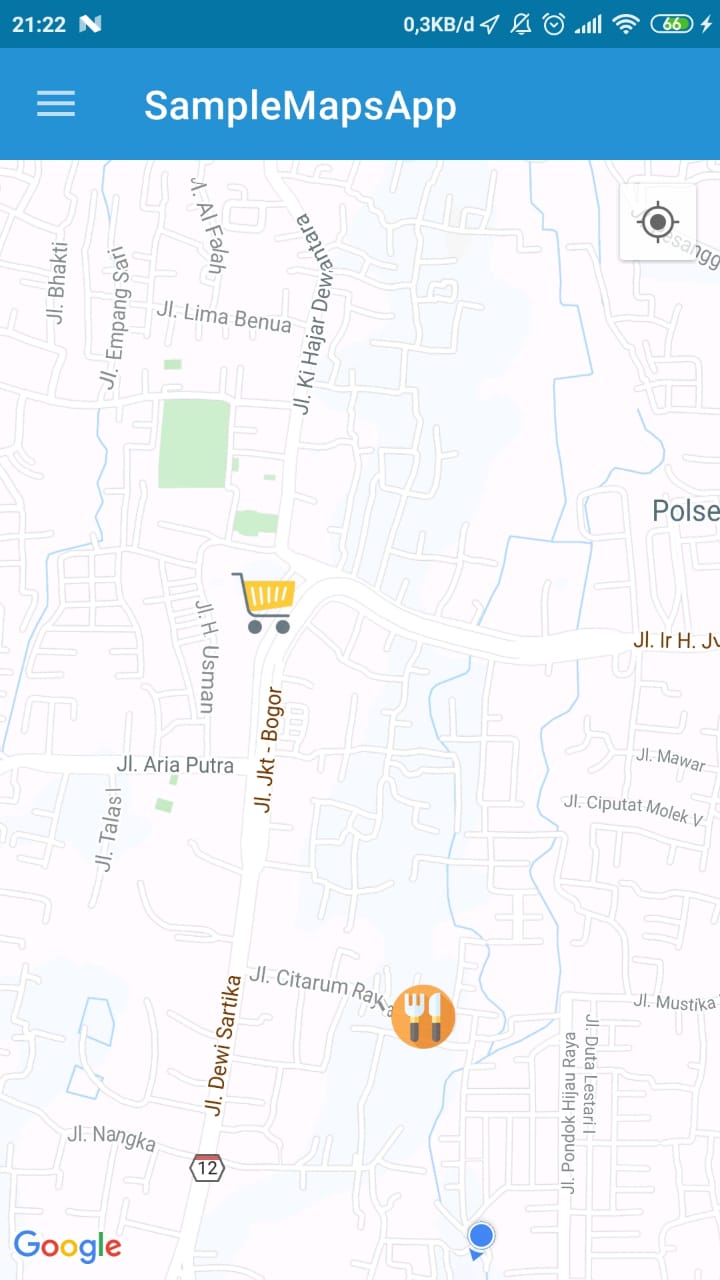 21:22
0,3KB/d
66
SampleMapsApp
Jl. Al Falah
Jl. Bhakti
Jl. Empang Sari
Jl. Ki Hajar Dewantara
Jl. Lima Benua
Polse
Jl. H. Usman
Jl. Ir H. Ju
Jl. Jkt - Bogor
Jl. Aria Putra
Jl. Mawar
Jl. Talas I
Jl. Ciputat Molek V
Jl. Citarum Raya
Jl. Dewi Sartika
Jl. Mustika
Jl. Duta Lestari I
Jl. Pondok Hijau Raya
Jl. Nangka
12
Google